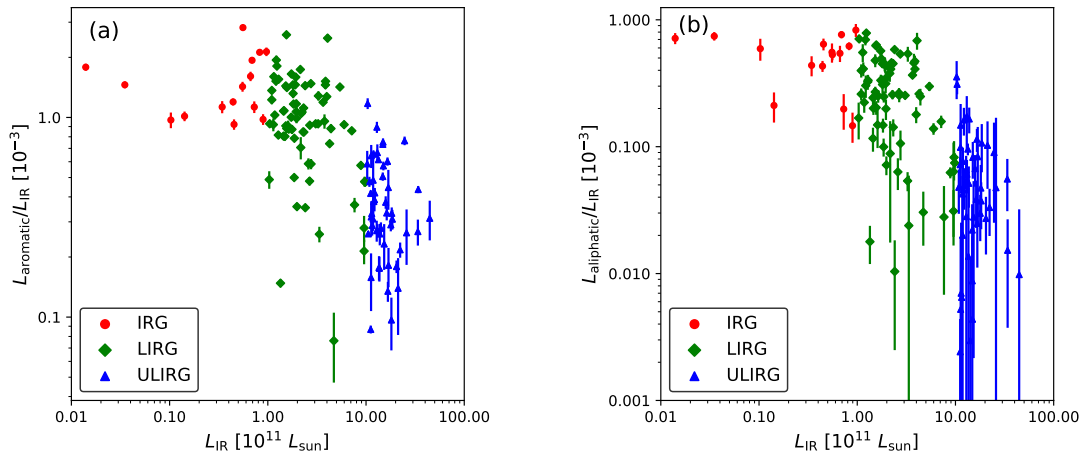 (a)
L_aromatic/L_IR [10^−3]
1.0
0.1
IRG
LIRG
ULIRG
0.01 0.10 1.00 10.00 100.00
L_IR [10^11 L_sun]
(b)
L_aliphatic/L_IR [10^−3]
1.000
0.100
0.010
0.001
IRG
LIRG
ULIRG
0.01 0.10 1.00 10.00 100.00
L_IR [10^11 L_sun]